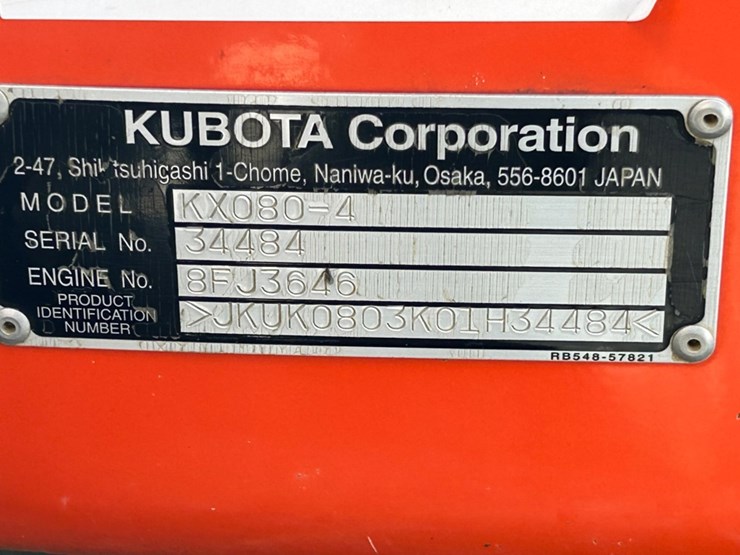 KUBOTA Corporation
2-47, Shikitsuhigashi 1-Chome, Naniwa-ku, Osaka, 556-8601 JAPAN
MODEL KX080-4
SERIAL No. 34484
ENGINE No. 8FJ3646
PRODUCT
IDENTIFICATION
NUMBER >JKUK0803K01H34484<
RB548-57821